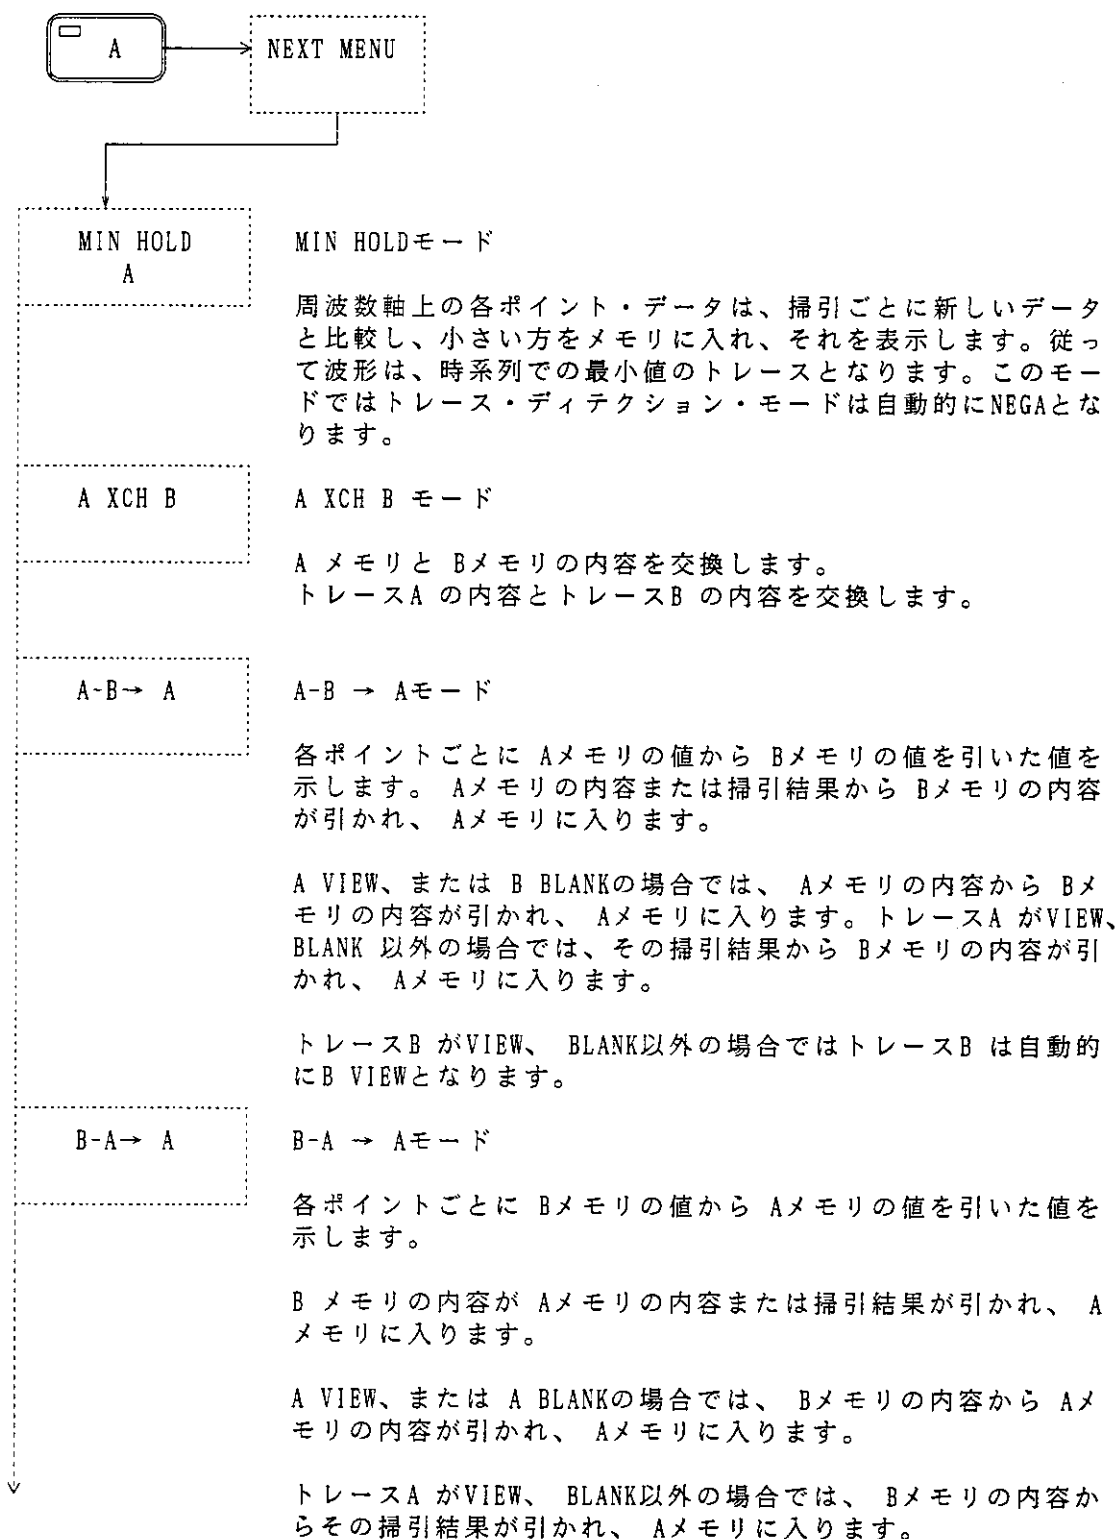 A
NEXT MENU
MIN HOLD
A
MIN HOLDモード
周波数軸上の各ポイント・データは、掃引ごとに新しいデータ
と比較し、小さい方をメモリに入れ、それを表示します。従っ
て波形は、時系列での最小値のトレースとなります。このモー
ドではトレース・ディテクション・モードは自動的にNEGAとな
ります。
A XCH B
A XCH B モード
A メモリと Bメモリの内容を交換します。
トレースA の内容とトレースB の内容を交換します。
A-B→ A
A-B → Aモード
各ポイントごとに Aメモリの値から Bメモリの値を引いた値を
示します。 Aメモリの内容または掃引結果から Bメモリの内容
が引かれ、 Aメモリに入ります。
A VIEW、または B BLANKの場合では、 Aメモリの内容から Bメ
モリの内容が引かれ、 Aメモリに入ります。トレースA がVIEW、
BLANK 以外の場合では、その掃引結果から Bメモリの内容が引
かれ、 Aメモリに入ります。
トレースB がVIEW、 BLANK以外の場合ではトレースB は自動的
にB VIEWとなります。
B-A→ A
B-A → Aモード
各ポイントごとに Bメモリの値から Aメモリの値を引いた値を
示します。
B メモリの内容が Aメモリの内容または掃引結果が引かれ、 A
メモリに入ります。
A VIEW、または A BLANKの場合では、 Bメモリの内容から Aメ
モリの内容が引かれ、 Aメモリに入ります。
トレースA がVIEW、 BLANK以外の場合では、 Bメモリの内容か
らその掃引結果が引かれ、 Aメモリに入ります。